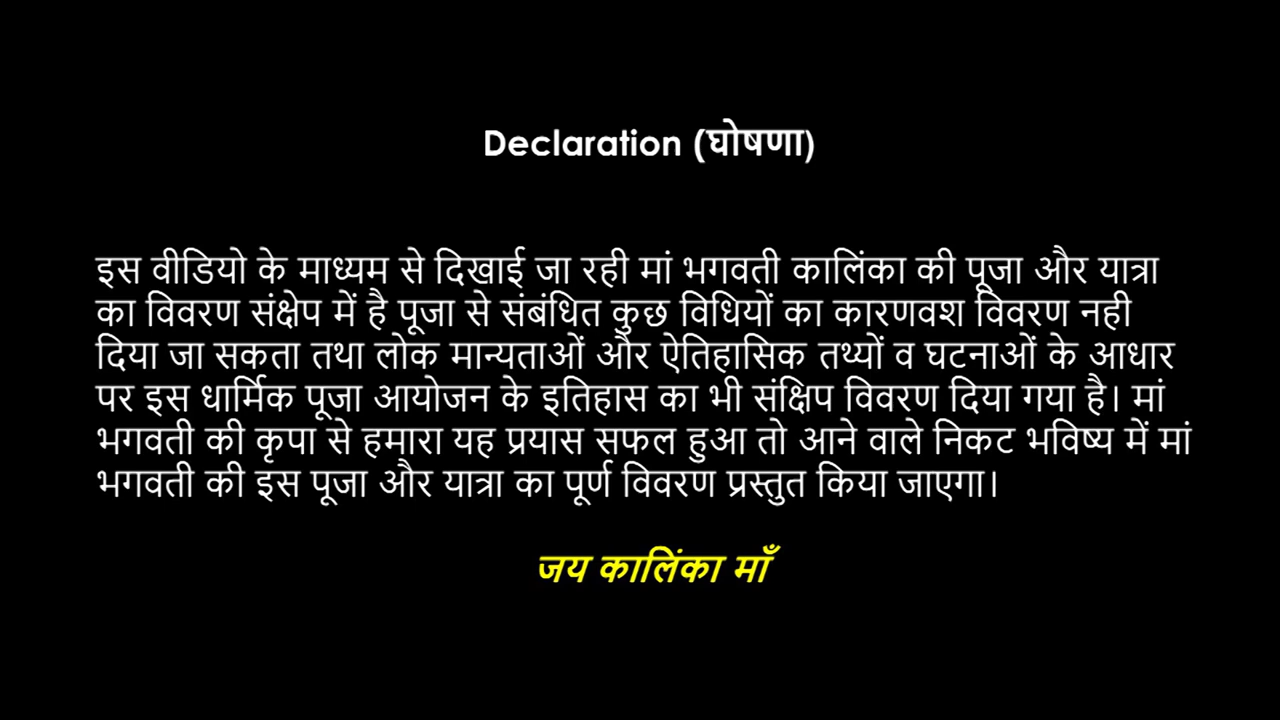 Declaration (घोषणा)
इस वीडियो के माध्यम से दिखाई जा रही मां भगवती कालिंका की पूजा और यात्रा
का विवरण संक्षेप में है पूजा से संबंधित कुछ विधियों का कारणवश विवरण नही
दिया जा सकता तथा लोक मान्यताओं और ऐतिहासिक तथ्यों व घटनाओं के आधार
पर इस धार्मिक पूजा आयोजन के इतिहास का भी संक्षिप विवरण दिया गया है। मां
भगवती की कृपा से हमारा यह प्रयास सफल हुआ तो आने वाले निकट भविष्य में मां
भगवती की इस पूजा और यात्रा का पूर्ण विवरण प्रस्तुत किया जाएगा।
जय कालिंका माँ